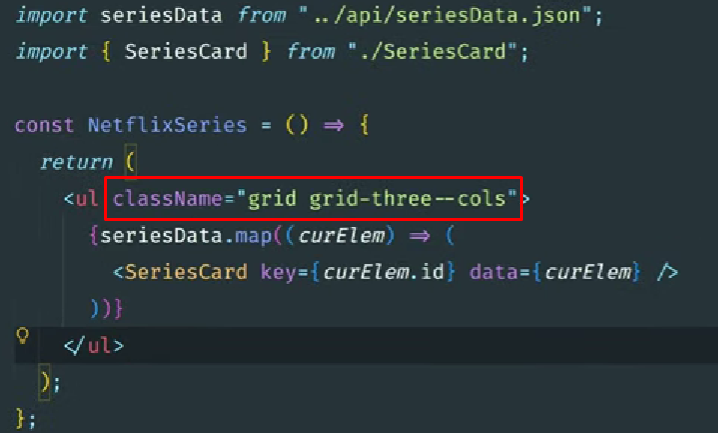 import seriesData from "../api/seriesData.json";
import { SeriesCard } from "./SeriesCard";
const NetflixSeries = () => {
return (
<ul className="grid grid-three--cols">
{seriesData.map((curElem) => (
<SeriesCard key={curElem.id} data={curElem} />
))}
</ul>
);
};